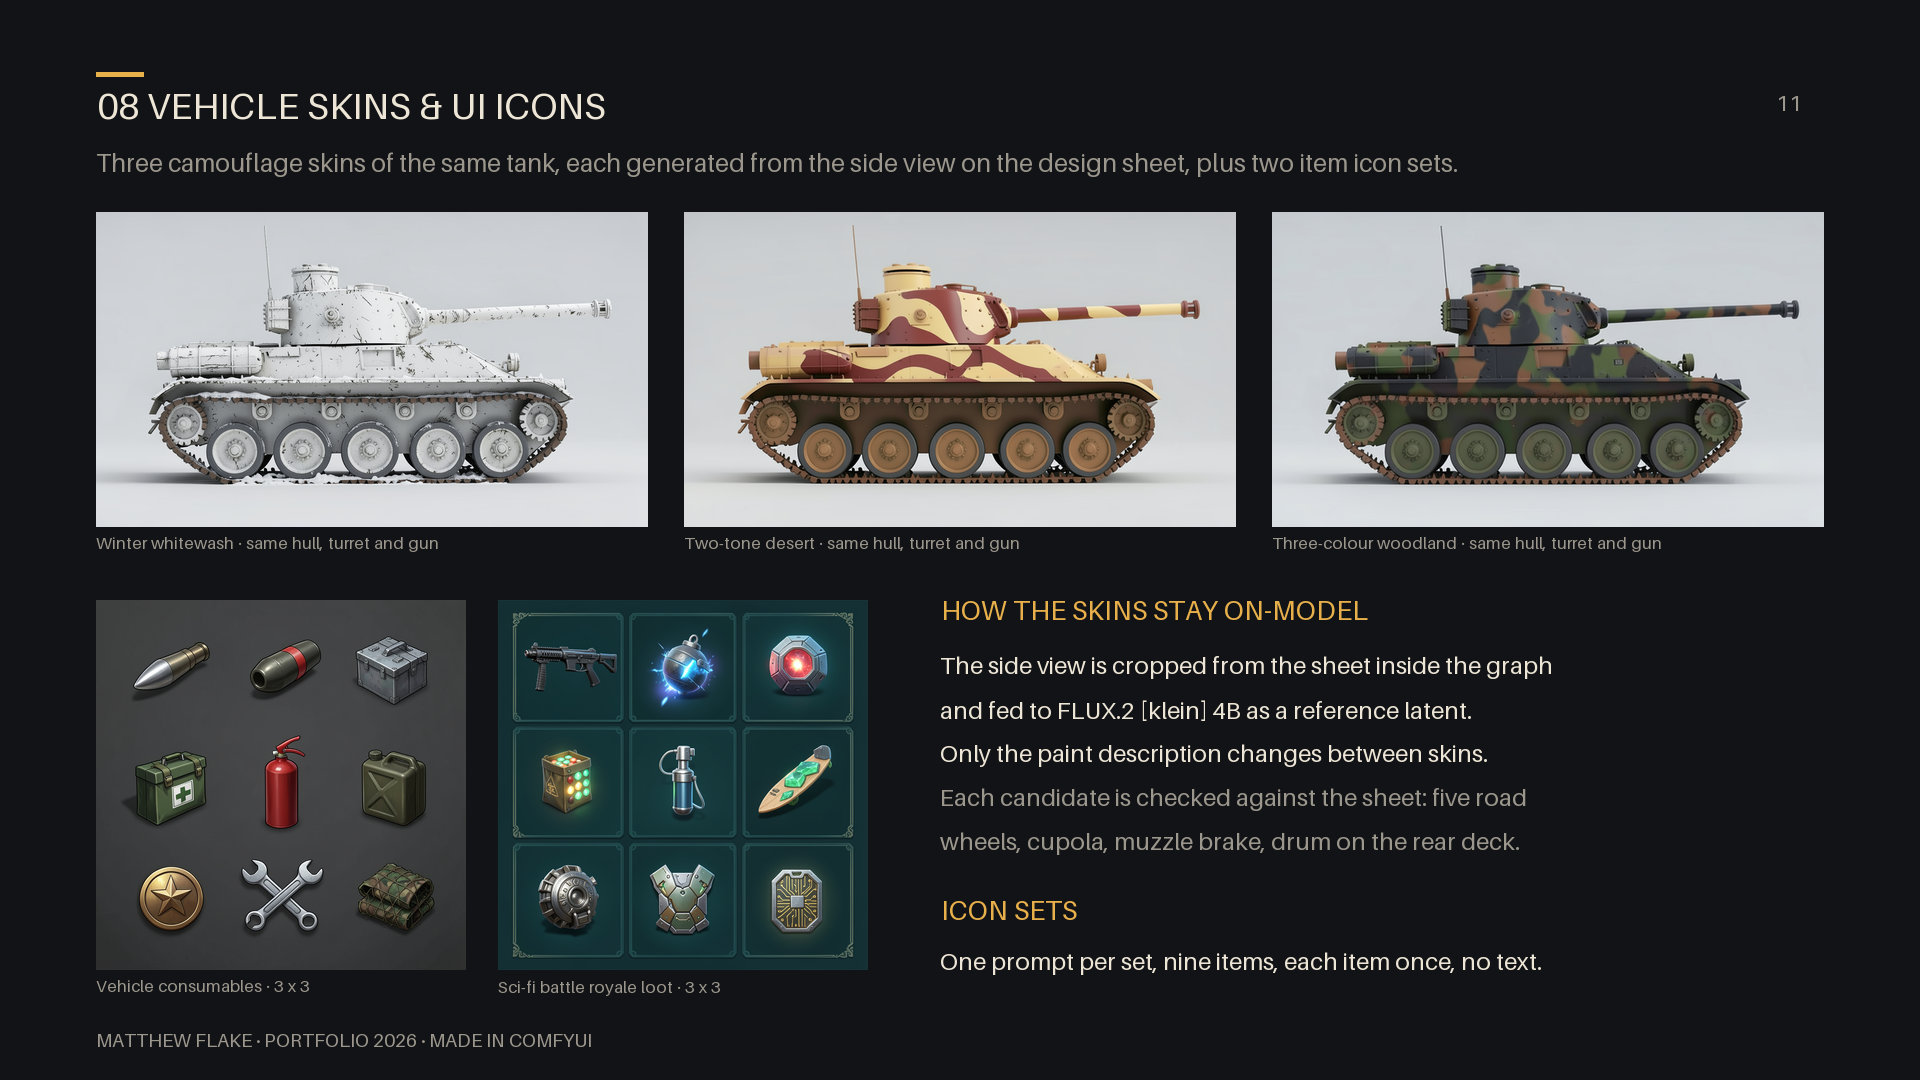 08 VEHICLE SKINS & UI ICONS
11
Three camouflage skins of the same tank, each generated from the side view on the design sheet, plus two item icon sets.
Winter whitewash · same hull, turret and gun
Two-tone desert · same hull, turret and gun
Three-colour woodland · same hull, turret and gun
HOW THE SKINS STAY ON-MODEL
The side view is cropped from the sheet inside the graph
and fed to FLUX.2 [klein] 4B as a reference latent.
Only the paint description changes between skins.
Each candidate is checked against the sheet: five road
wheels, cupola, muzzle brake, drum on the rear deck.
ICON SETS
One prompt per set, nine items, each item once, no text.
Vehicle consumables · 3 x 3
Sci-fi battle royale loot · 3 x 3
MATTHEW FLAKE · PORTFOLIO 2026 · MADE IN COMFYUI